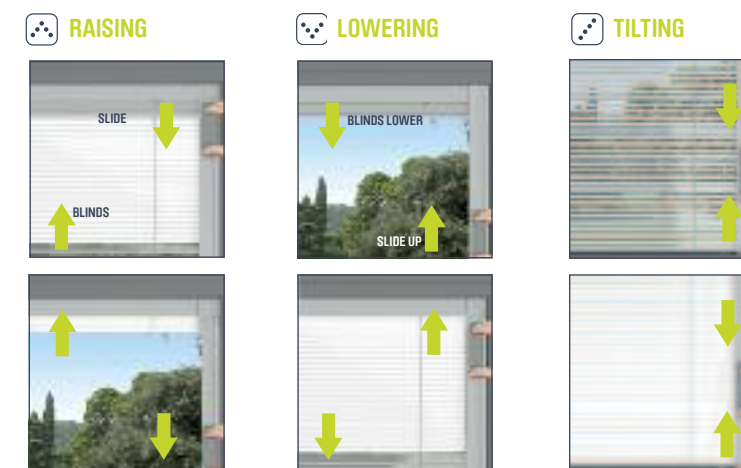 RAISING
LOWERING
TILTING
SLIDE
BLINDS
BLINDS LOWER
SLIDE UP